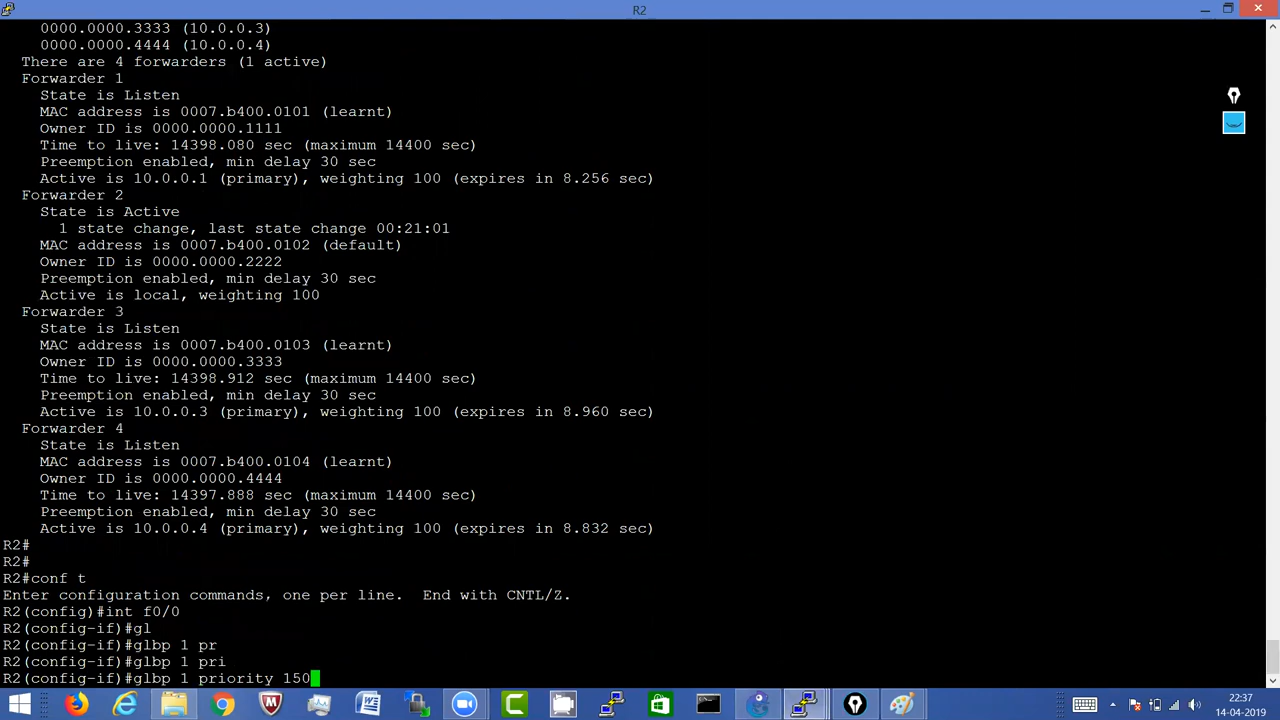 R2
0000.0000.3333 (10.0.0.3)
0000.0000.4444 (10.0.0.4)
There are 4 forwarders (1 active)
Forwarder 1
State is Listen
MAC address is 0007.b400.0101 (learnt)
Owner ID is 0000.0000.1111
Time to live: 14398.080 sec (maximum 14400 sec)
Preemption enabled, min delay 30 sec
Active is 10.0.0.1 (primary), weighting 100 (expires in 8.256 sec)
Forwarder 2
State is Active
1 state change, last state change 00:21:01
MAC address is 0007.b400.0102 (default)
Owner ID is 0000.0000.2222
Preemption enabled, min delay 30 sec
Active is local, weighting 100
Forwarder 3
State is Listen
MAC address is 0007.b400.0103 (learnt)
Owner ID is 0000.0000.3333
Time to live: 14398.912 sec (maximum 14400 sec)
Preemption enabled, min delay 30 sec
Active is 10.0.0.3 (primary), weighting 100 (expires in 8.960 sec)
Forwarder 4
State is Listen
MAC address is 0007.b400.0104 (learnt)
Owner ID is 0000.0000.4444
Time to live: 14397.888 sec (maximum 14400 sec)
Preemption enabled, min delay 30 sec
Active is 10.0.0.4 (primary), weighting 100 (expires in 8.832 sec)
R2#
R2#
R2#conf t
Enter configuration commands, one per line.  End with CNTL/Z.
R2(config)#int f0/0
R2(config-if)#gl
R2(config-if)#glbp 1 pr
R2(config-if)#glbp 1 pri
R2(config-if)#glbp 1 priority 150
22:37
14-04-2019